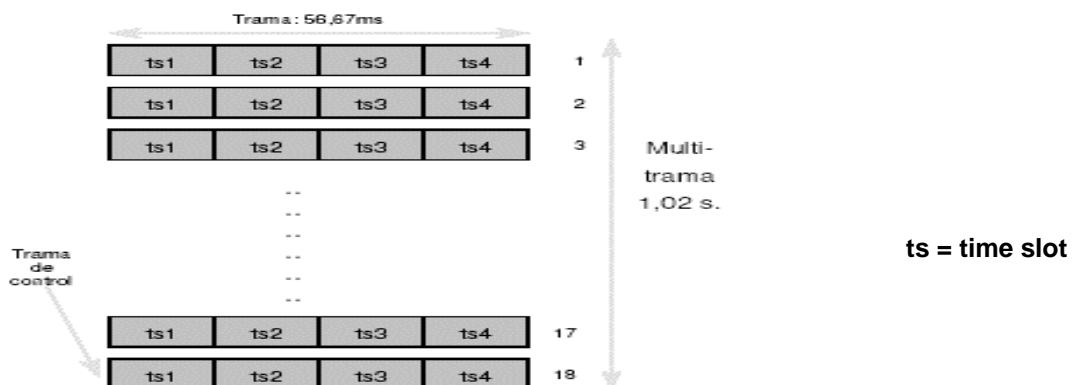 Trama: 56,67ms
ts1 ts2 ts3 ts4 1
ts1 ts2 ts3 ts4 2
ts1 ts2 ts3 ts4 3
Multi-
trama
1,02 s.
ts = time slot
Trama
de
control
ts1 ts2 ts3 ts4 17
ts1 ts2 ts3 ts4 18